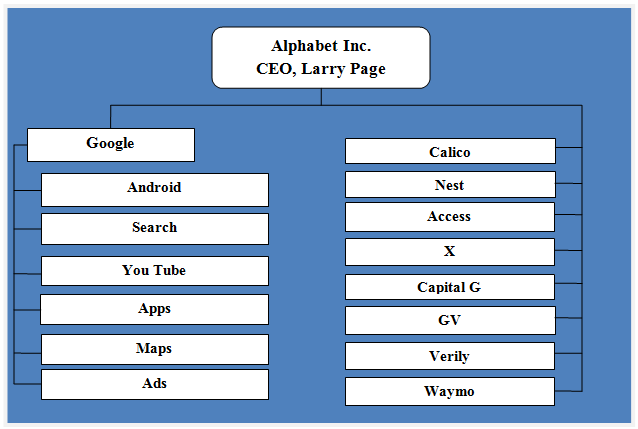 Alphabet Inc.
CEO, Larry Page
Google
Android
Search
You Tube
Apps
Maps
Ads
Calico
Nest
Access
X
Capital G
GV
Verily
Waymo